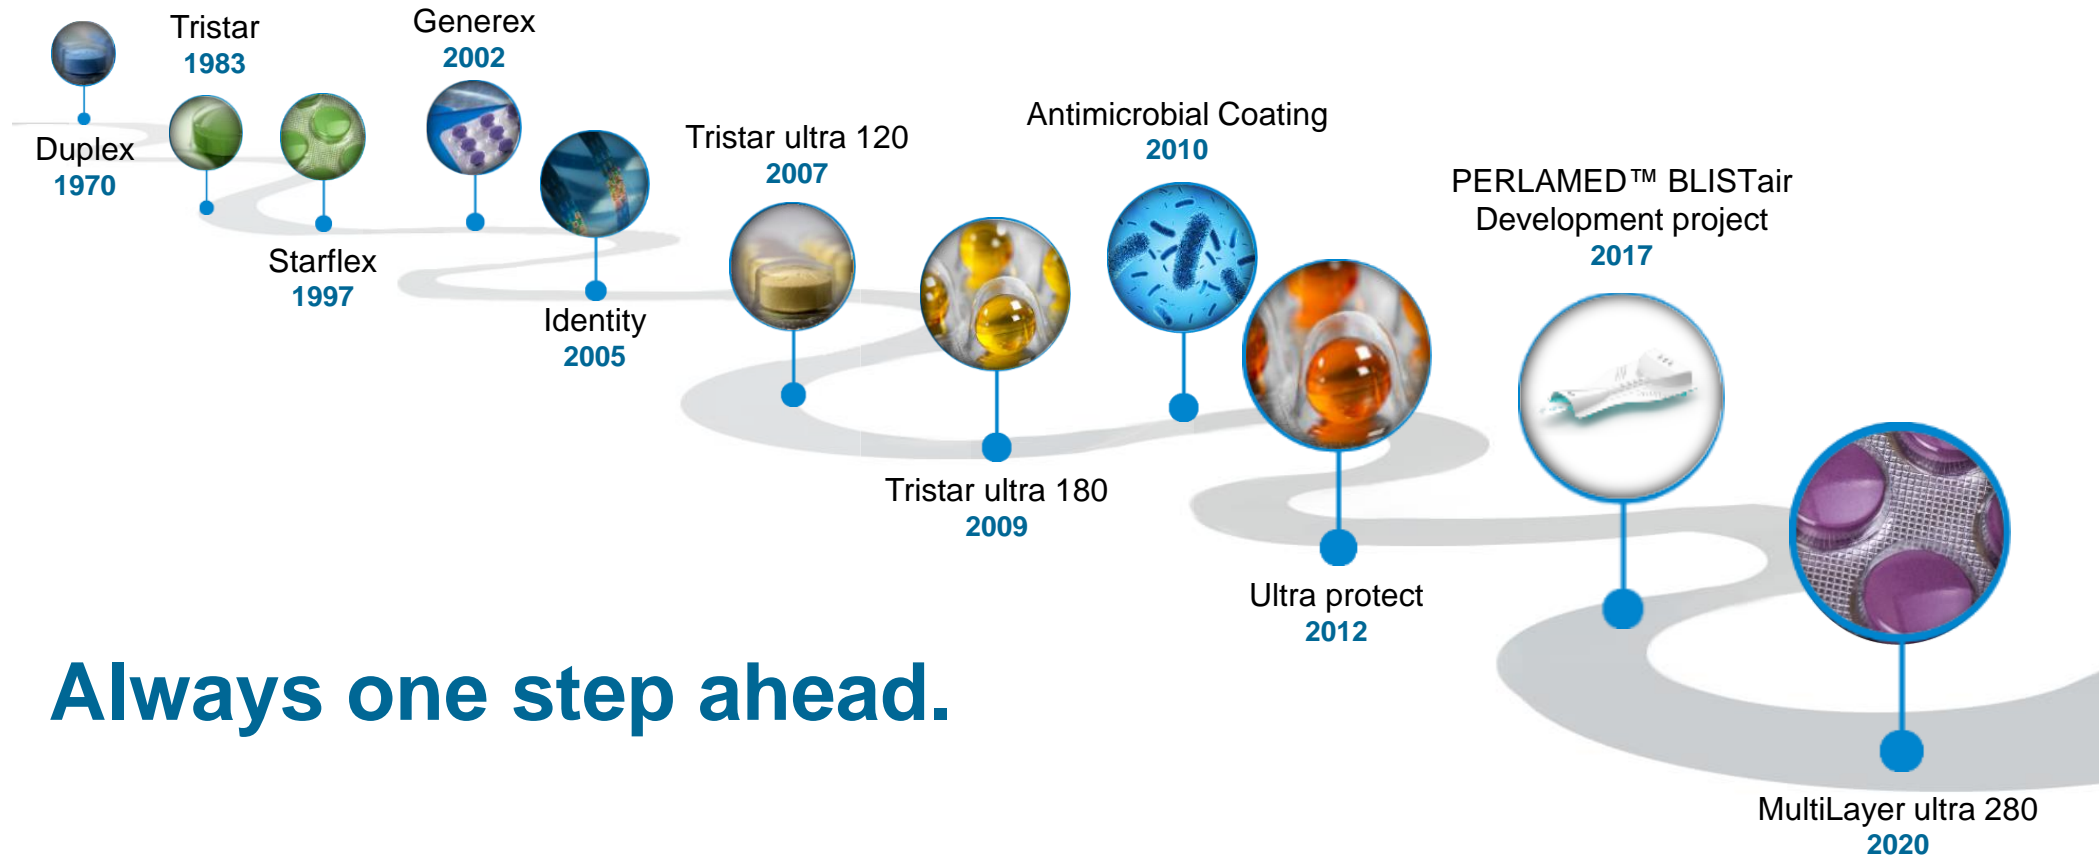 Duplex
1970
Tristar
1983
Starflex
1997
Generex
2002
Identity
2005
Tristar ultra 120
2007
Tristar ultra 180
2009
Antimicrobial Coating
2010
Ultra protect
2012
PERLAMED™ BLISTair
Development project
2017
MultiLayer ultra 280
2020
Always one step ahead.